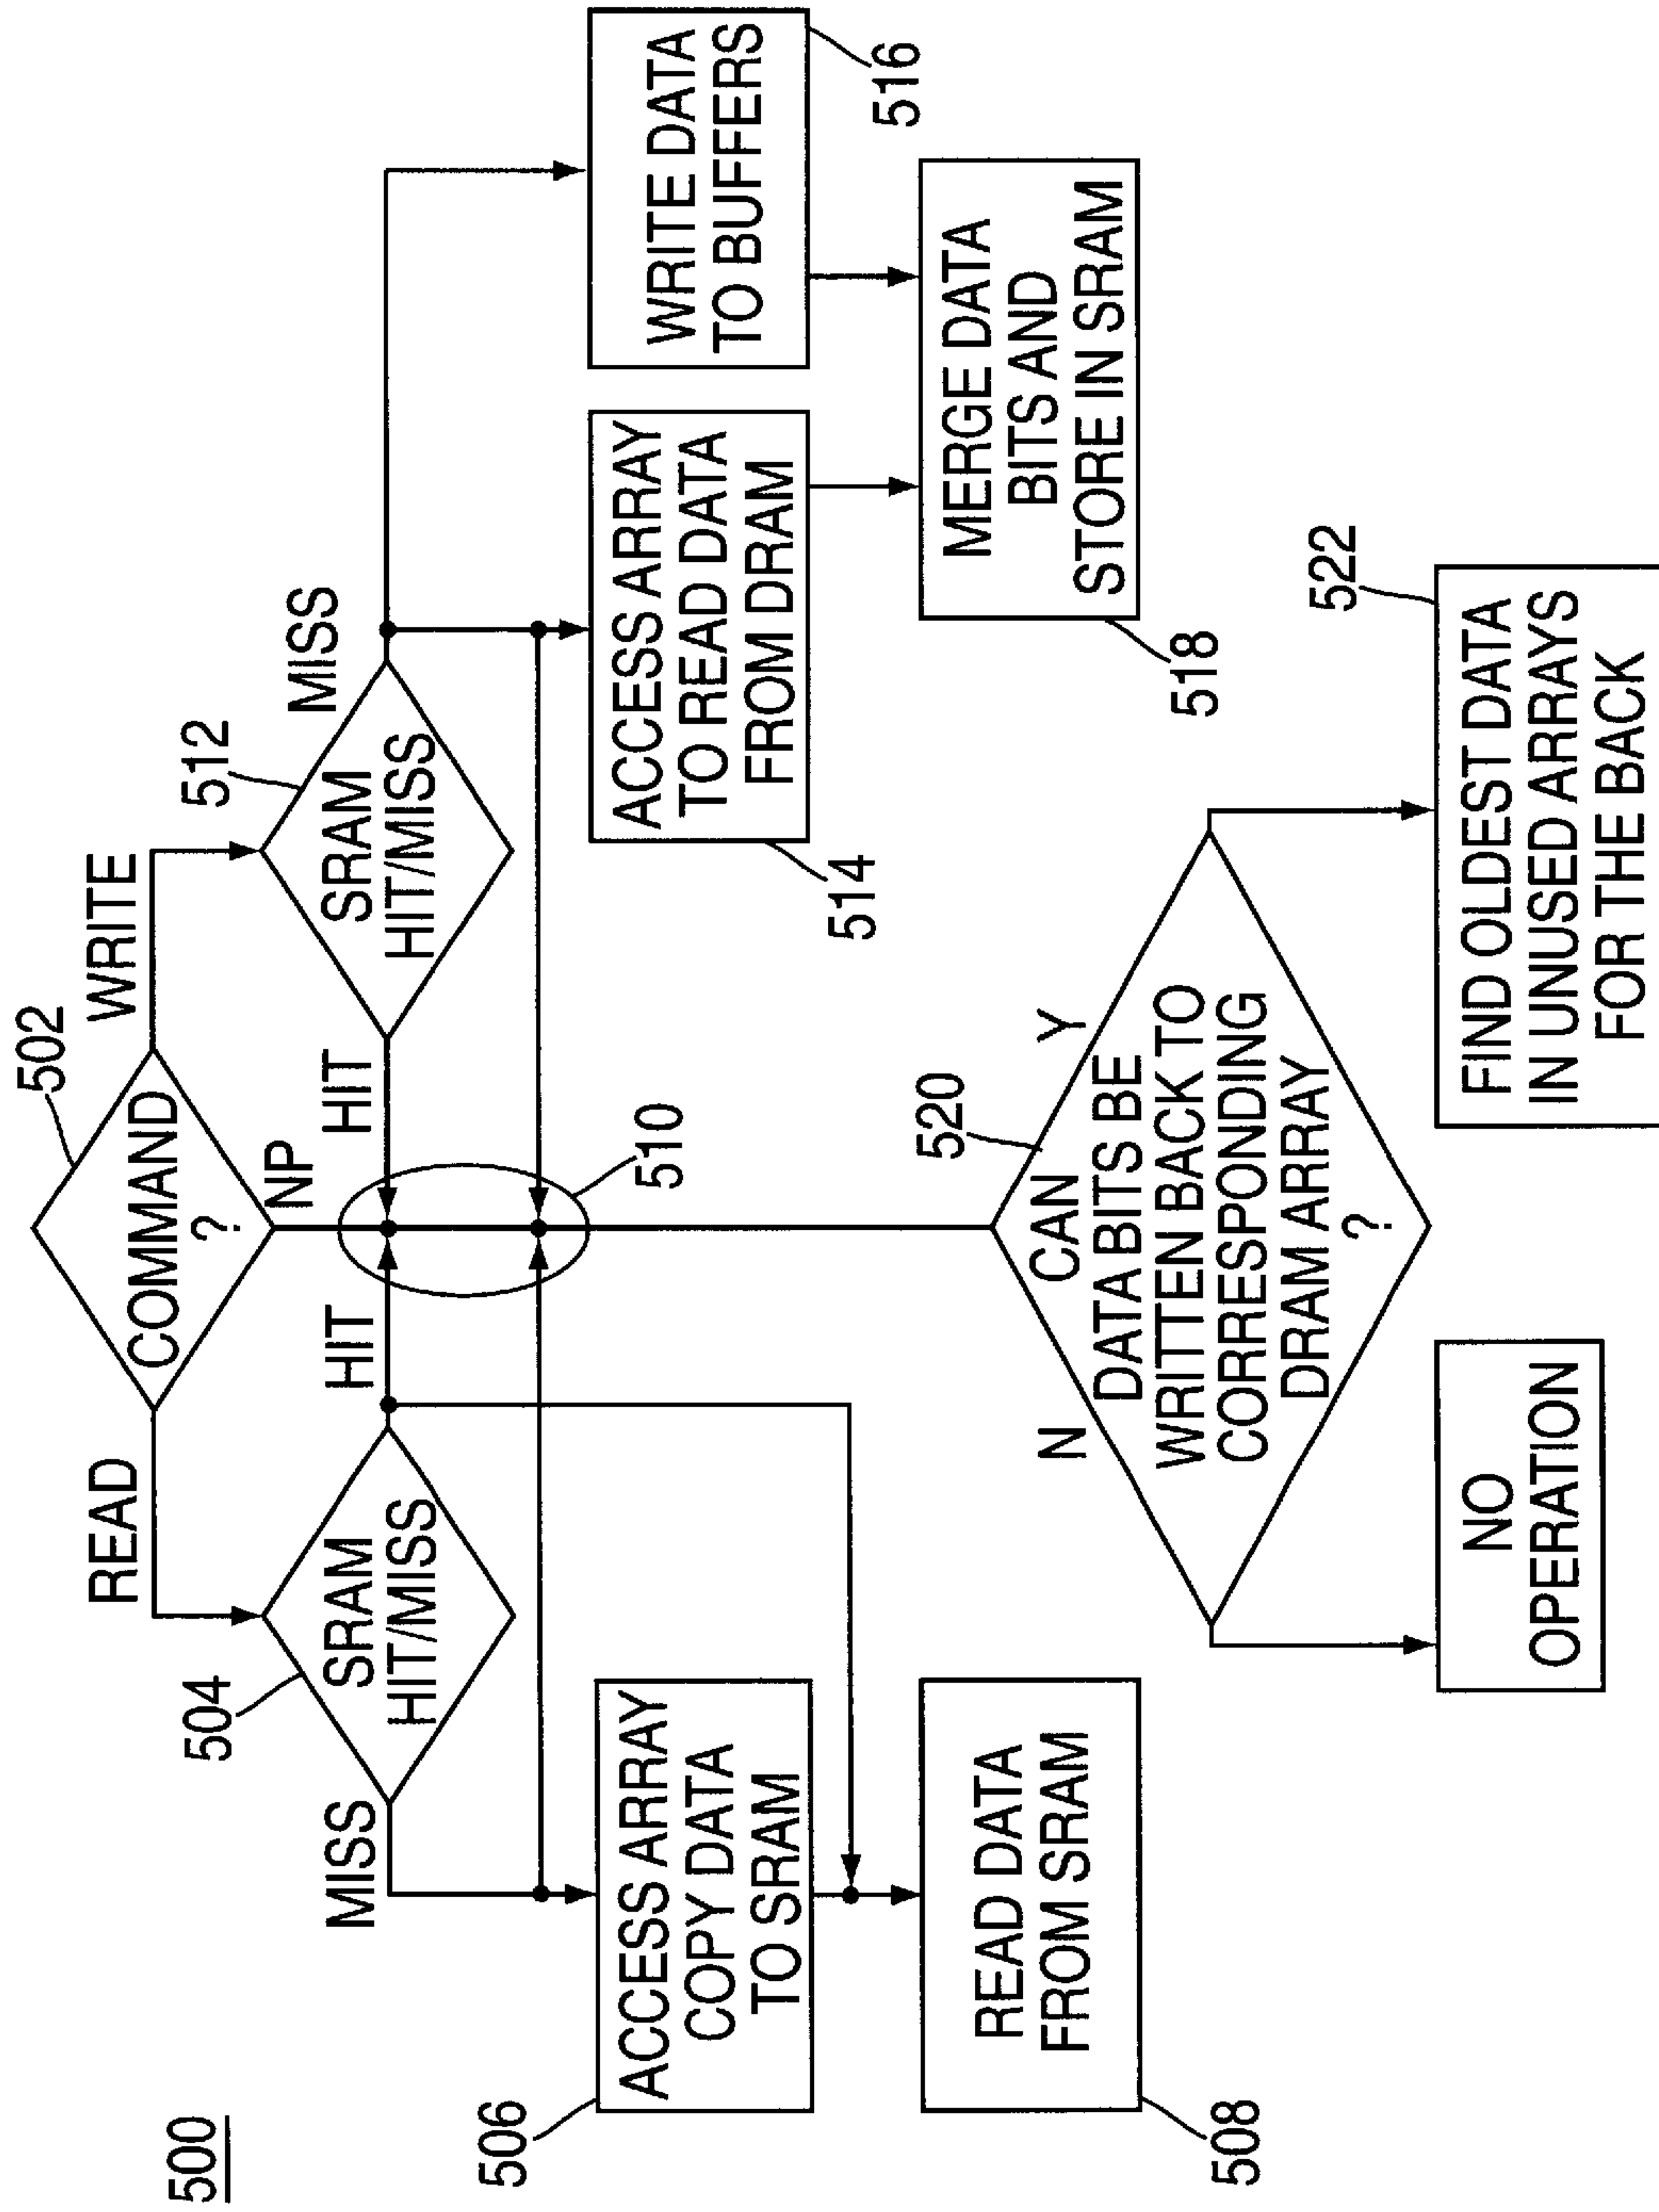 500
502
COMMAND
?
READ
WRITE
NP
504
SRAM
HIT/MISS
MISS
HIT
512
SRAM
HIT/MISS
HIT
MISS
510
506
ACCESS ARRAY
COPY DATA
TO SRAM
514
ACCESS ARRAY
TO READ DATA
FROM DRAM
WRITE DATA
TO BUFFERS
516
508
READ DATA
FROM SRAM
518
MERGE DATA
BITS AND
STORE IN SRAM
520
N
Y
CAN
DATA BITS BE
WRITTEN BACK TO
CORRESPONDING
DRAM ARRAY
?
NO
OPERATION
522
FIND OLDEST DATA
IN UNUSED ARRAYS
FOR THE BACK